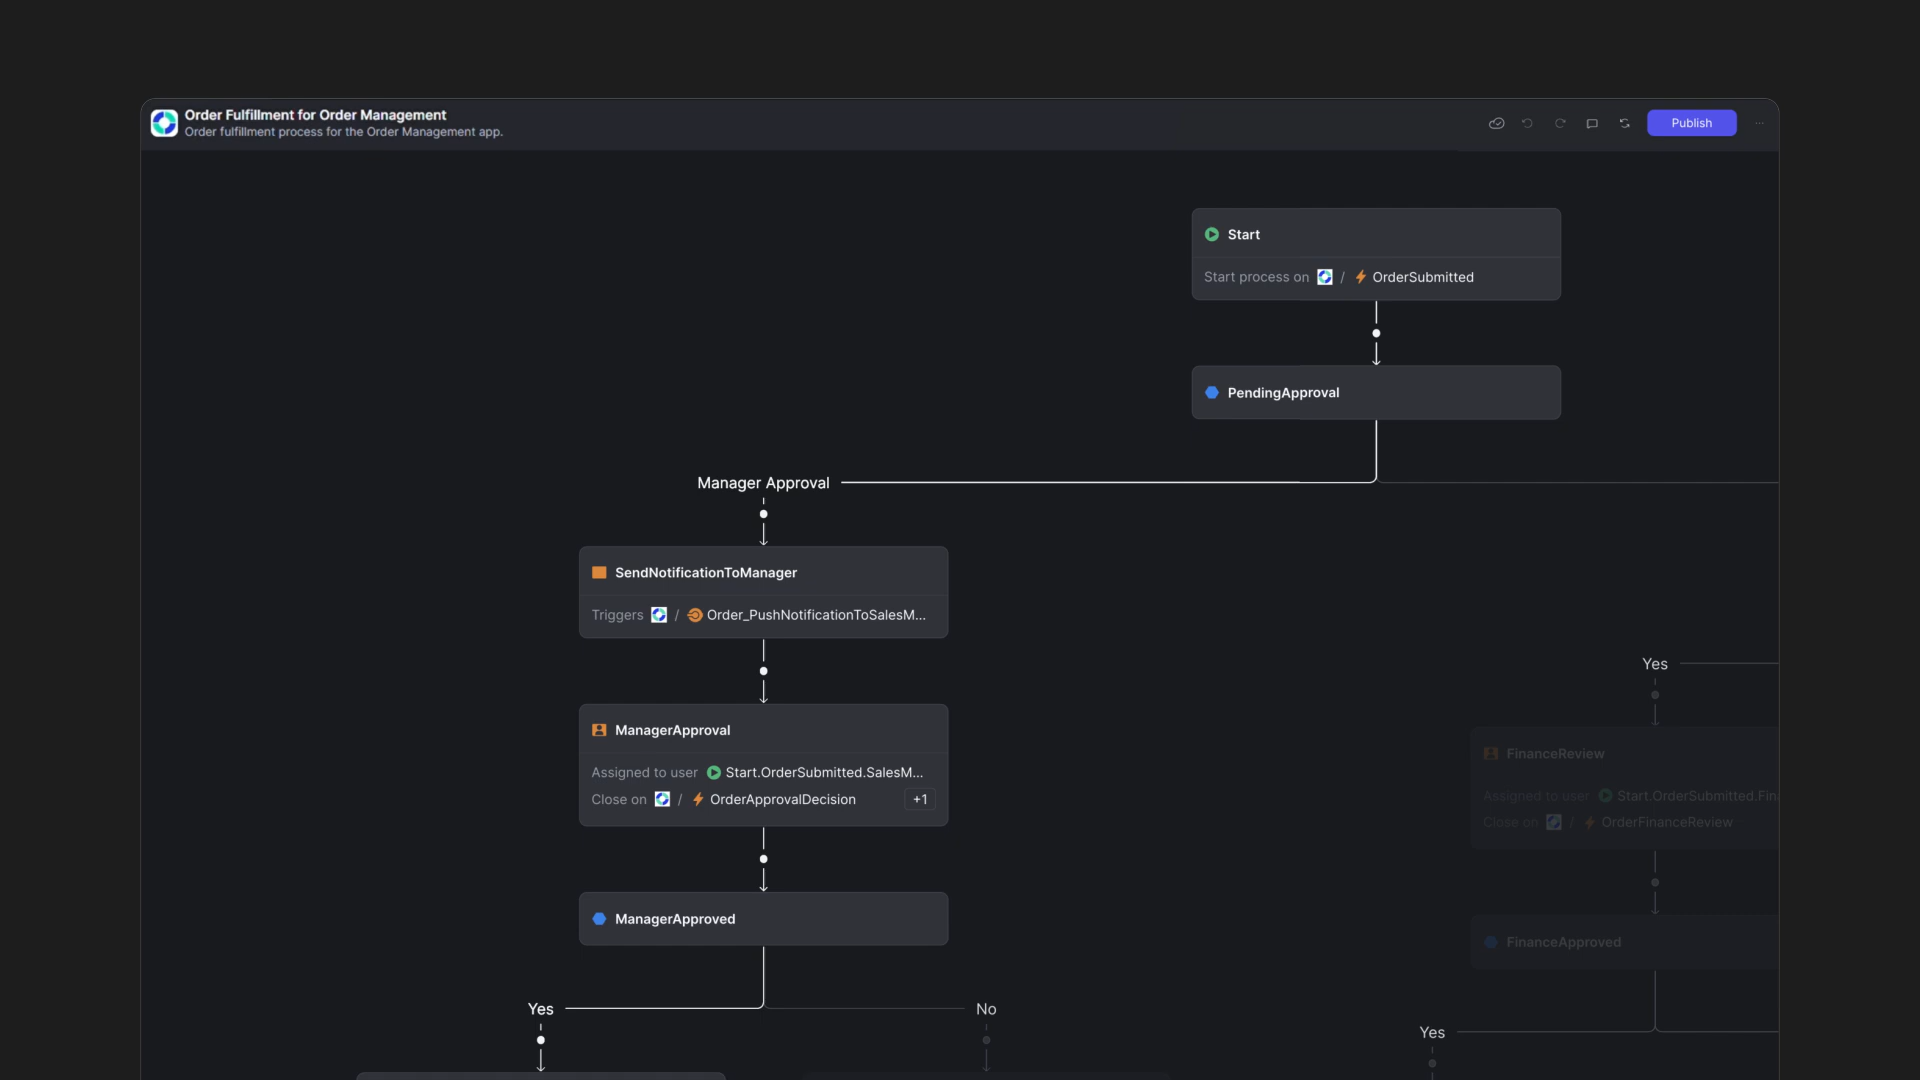 Order Fulfillment for Order Management
Order fulfillment process for the Order Management app.
Publish
Start
Start process on / OrderSubmitted
PendingApproval
Manager Approval
SendNotificationToManager
Triggers / Order_PushNotificationToSalesM...
Yes
ManagerApproval
Assigned to user Start.OrderSubmitted.SalesM...
Close on / OrderApprovalDecision +1
FinanceReview
Assigned to user Start.OrderSubmitted.Fin
Close on / OrderFinanceReview
ManagerApproved
FinanceApproved
Yes
No
Yes